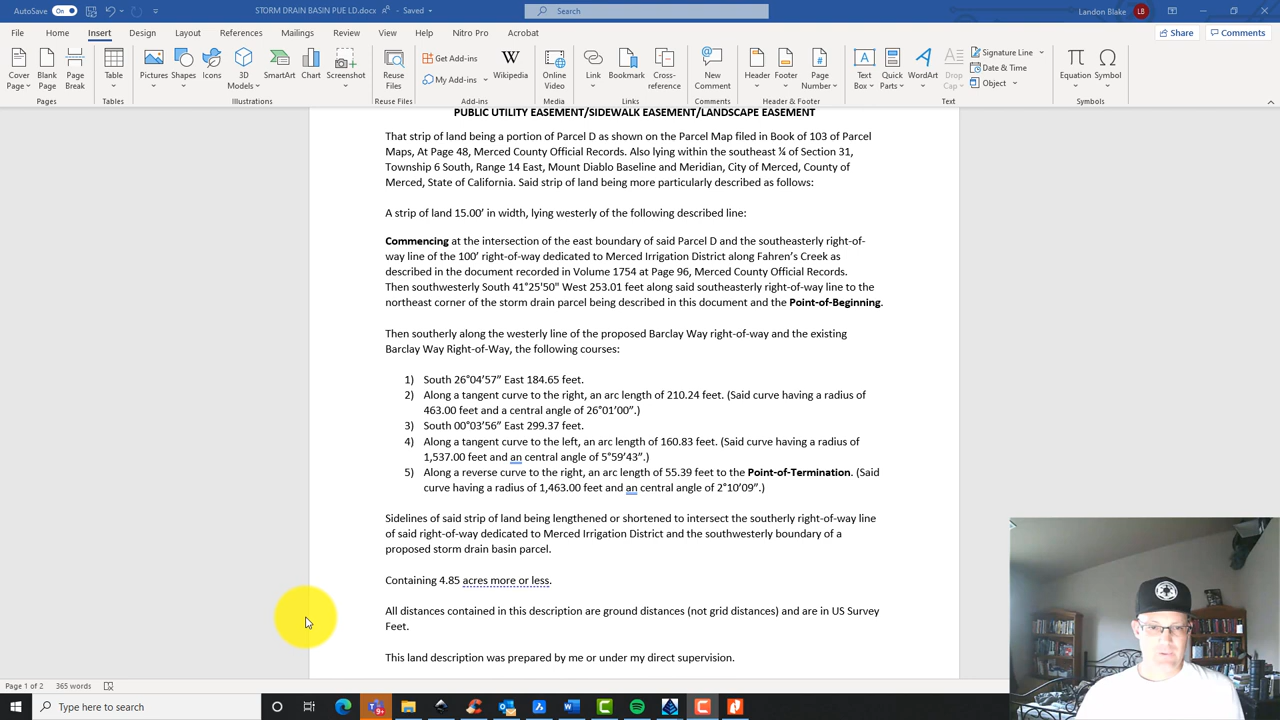 AutoSave On STORM DRAIN BASIN PUE LD.docx - Saved Search Landon Blake LB
File Home Insert Design Layout References Mailings Review View Help Nitro Pro Acrobat Share Comments
Cover Page Blank Page Page Break Table Pictures Shapes Icons 3D Models SmartArt Chart Screenshot Reuse Files Get Add-ins My Add-ins Wikipedia Online Video Link Bookmark Cross-reference New Comment Header Footer Page Number Text Box Quick Parts WordArt Drop Cap Signature Line Date & Time Object Equation Symbol
Pages Tables Illustrations Reuse Files Add-ins Media Links Comments Header & Footer Text Symbols
PUBLIC UTILITY EASEMENT/SIDEWALK EASEMENT/LANDSCAPE EASEMENT
That strip of land being a portion of Parcel D as shown on the Parcel Map filed in Book of 103 of Parcel
Maps, At Page 48, Merced County Official Records. Also lying within the southeast ¼ of Section 31,
Township 6 South, Range 14 East, Mount Diablo Baseline and Meridian, City of Merced, County of
Merced, State of California. Said strip of land being more particularly described as follows:
A strip of land 15.00’ in width, lying westerly of the following described line:
Commencing at the intersection of the east boundary of said Parcel D and the southeasterly right-of-
way line of the 100’ right-of-way dedicated to Merced Irrigation District along Fahren’s Creek as
described in the document recorded in Volume 1754 at Page 96, Merced County Official Records.
Then southwesterly South 41°25'50" West 253.01 feet along said southeasterly right-of-way line to the
northeast corner of the storm drain parcel being described in this document and the Point-of-Beginning.
Then southerly along the westerly line of the proposed Barclay Way right-of-way and the existing
Barclay Way Right-of-Way, the following courses:
1) South 26°04’57” East 184.65 feet.
2) Along a tangent curve to the right, an arc length of 210.24 feet. (Said curve having a radius of
463.00 feet and a central angle of 26°01’00”.)
3) South 00°03’56” East 299.37 feet.
4) Along a tangent curve to the left, an arc length of 160.83 feet. (Said curve having a radius of
1,537.00 feet and an central angle of 5°59’43”.)
5) Along a reverse curve to the right, an arc length of 55.39 feet to the Point-of-Termination. (Said
curve having a radius of 1,463.00 feet and an central angle of 2°10’09”.)
Sidelines of said strip of land being lengthened or shortened to intersect the southerly right-of-way line
of said right-of-way dedicated to Merced Irrigation District and the southwesterly boundary of a
proposed storm drain basin parcel.
Containing 4.85 acres more or less.
All distances contained in this description are ground distances (not grid distances) and are in US Survey
Feet.
This land description was prepared by me or under my direct supervision.
Page 1 of 2 365 words
Type here to search